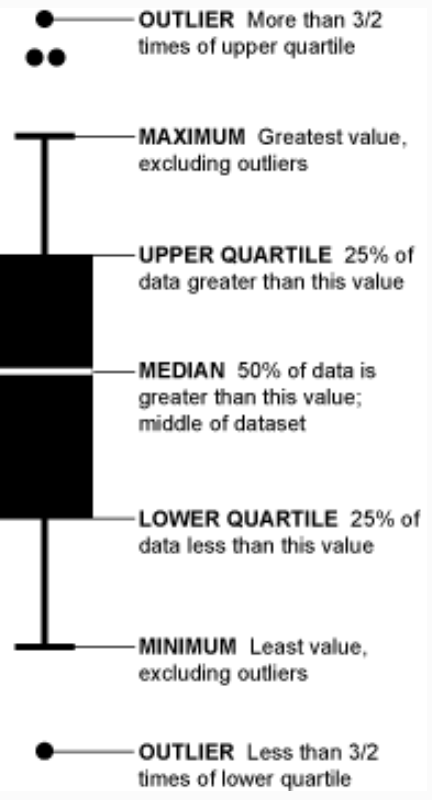 OUTLIER More than 3/2
times of upper quartile
MAXIMUM Greatest value,
excluding outliers
UPPER QUARTILE 25% of
data greater than this value
MEDIAN 50% of data is
greater than this value;
middle of dataset
LOWER QUARTILE 25% of
data less than this value
MINIMUM Least value,
excluding outliers
OUTLIER Less than 3/2
times of lower quartile